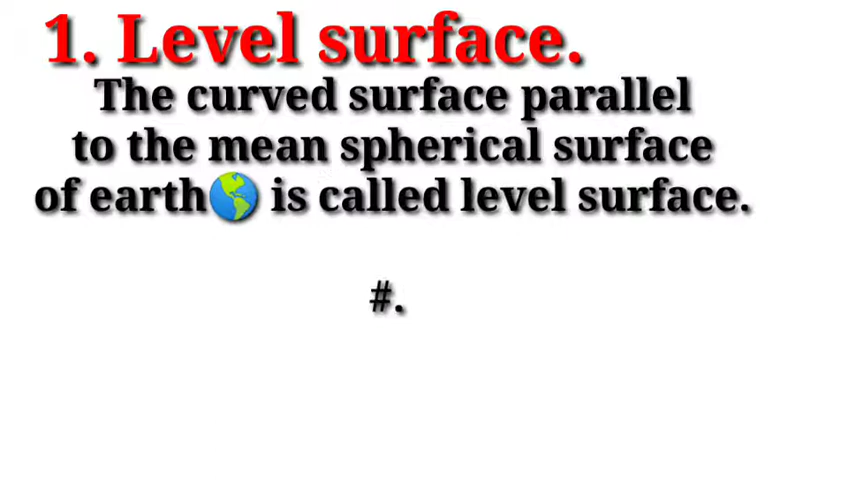 1. Level surface.
The curved surface parallel
to the mean spherical surface
of earth🌎 is called level surface.
#.